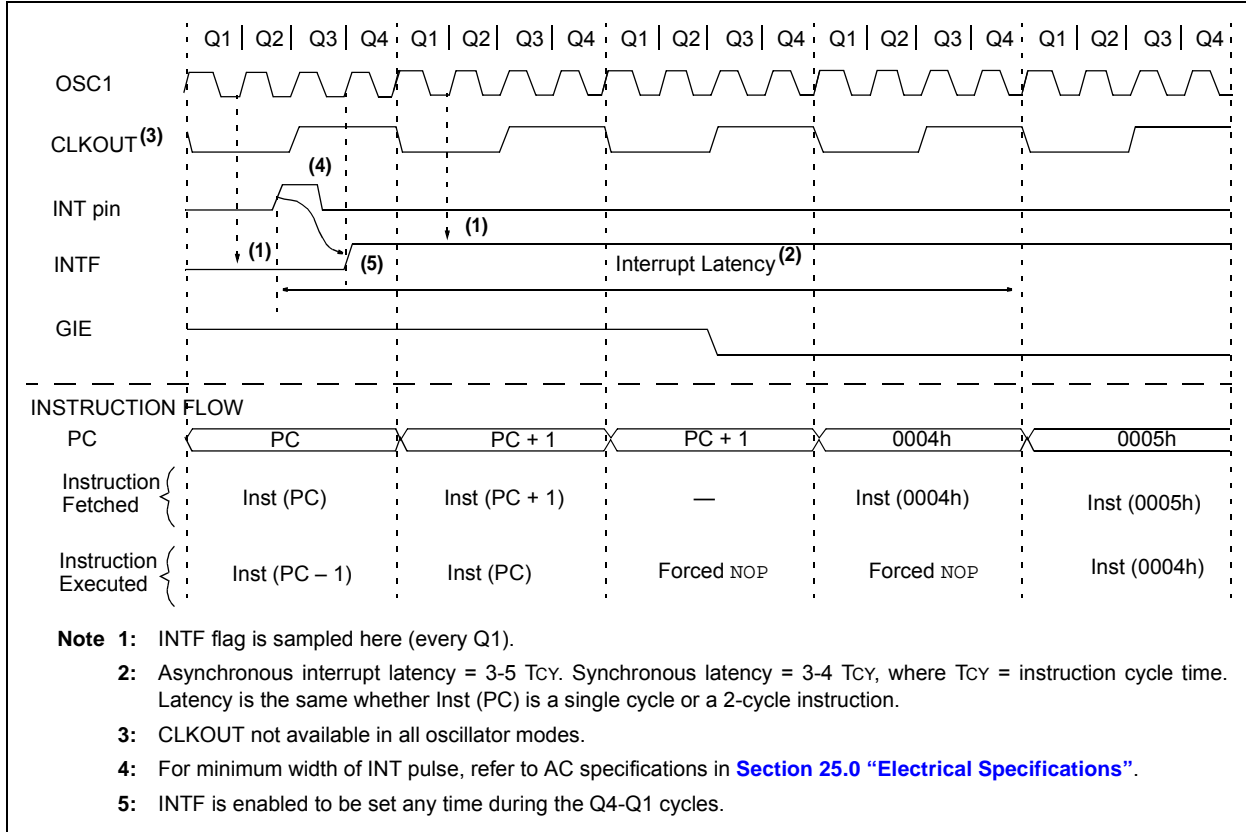 Q1 | Q2 | Q3 | Q4 Q1 | Q2 | Q3 | Q4 Q1 | Q2 | Q3 | Q4 Q1 | Q2 | Q3 | Q4 Q1 | Q2 | Q3 | Q4
OSC1
CLKOUT(3)
(4)
INT pin
(1)
(1)
INTF
(5)
Interrupt Latency(2)
GIE
INSTRUCTION FLOW
PC PC PC + 1 PC + 1 0004h 0005h
Instruction Fetched Inst (PC) Inst (PC + 1) — Inst (0004h) Inst (0005h)
Instruction Executed Inst (PC – 1) Inst (PC) Forced NOP Forced NOP Inst (0004h)
Note 1: INTF flag is sampled here (every Q1).
2: Asynchronous interrupt latency = 3-5 TCY. Synchronous latency = 3-4 TCY, where TCY = instruction cycle time.
Latency is the same whether Inst (PC) is a single cycle or a 2-cycle instruction.
3: CLKOUT not available in all oscillator modes.
4: For minimum width of INT pulse, refer to AC specifications in Section 25.0 “Electrical Specifications”.
5: INTF is enabled to be set any time during the Q4-Q1 cycles.